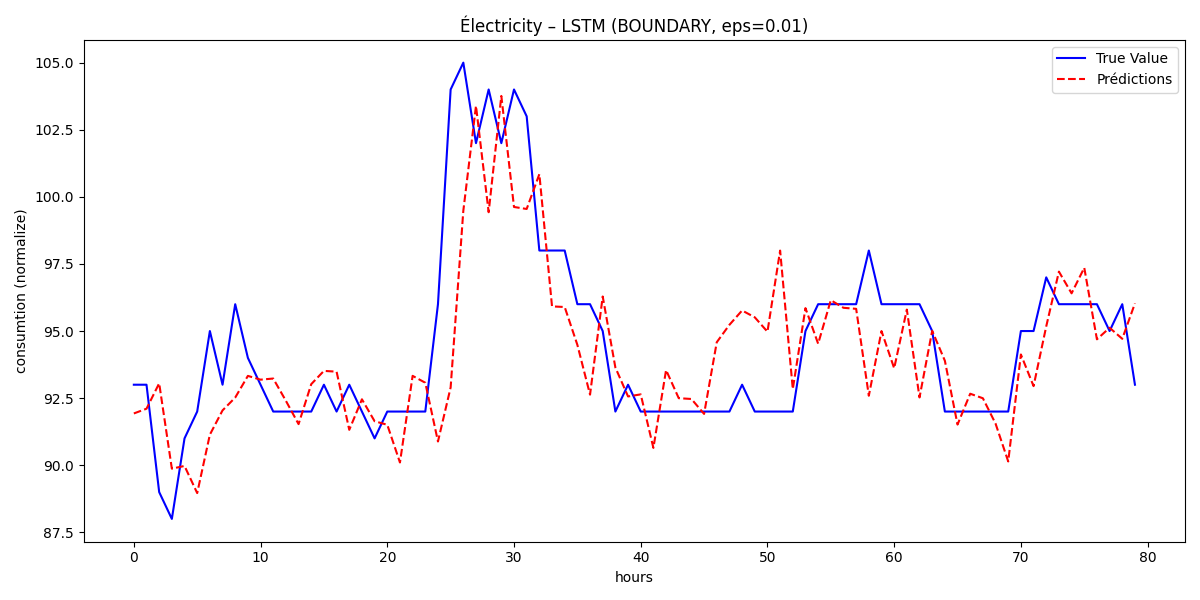 Électricity – LSTM (BOUNDARY, eps=0.01)
True Value
Prédictions
consumtion (normalize)
105.0
102.5
100.0
97.5
95.0
92.5
90.0
87.5
0 10 20 30 40 50 60 70 80
hours